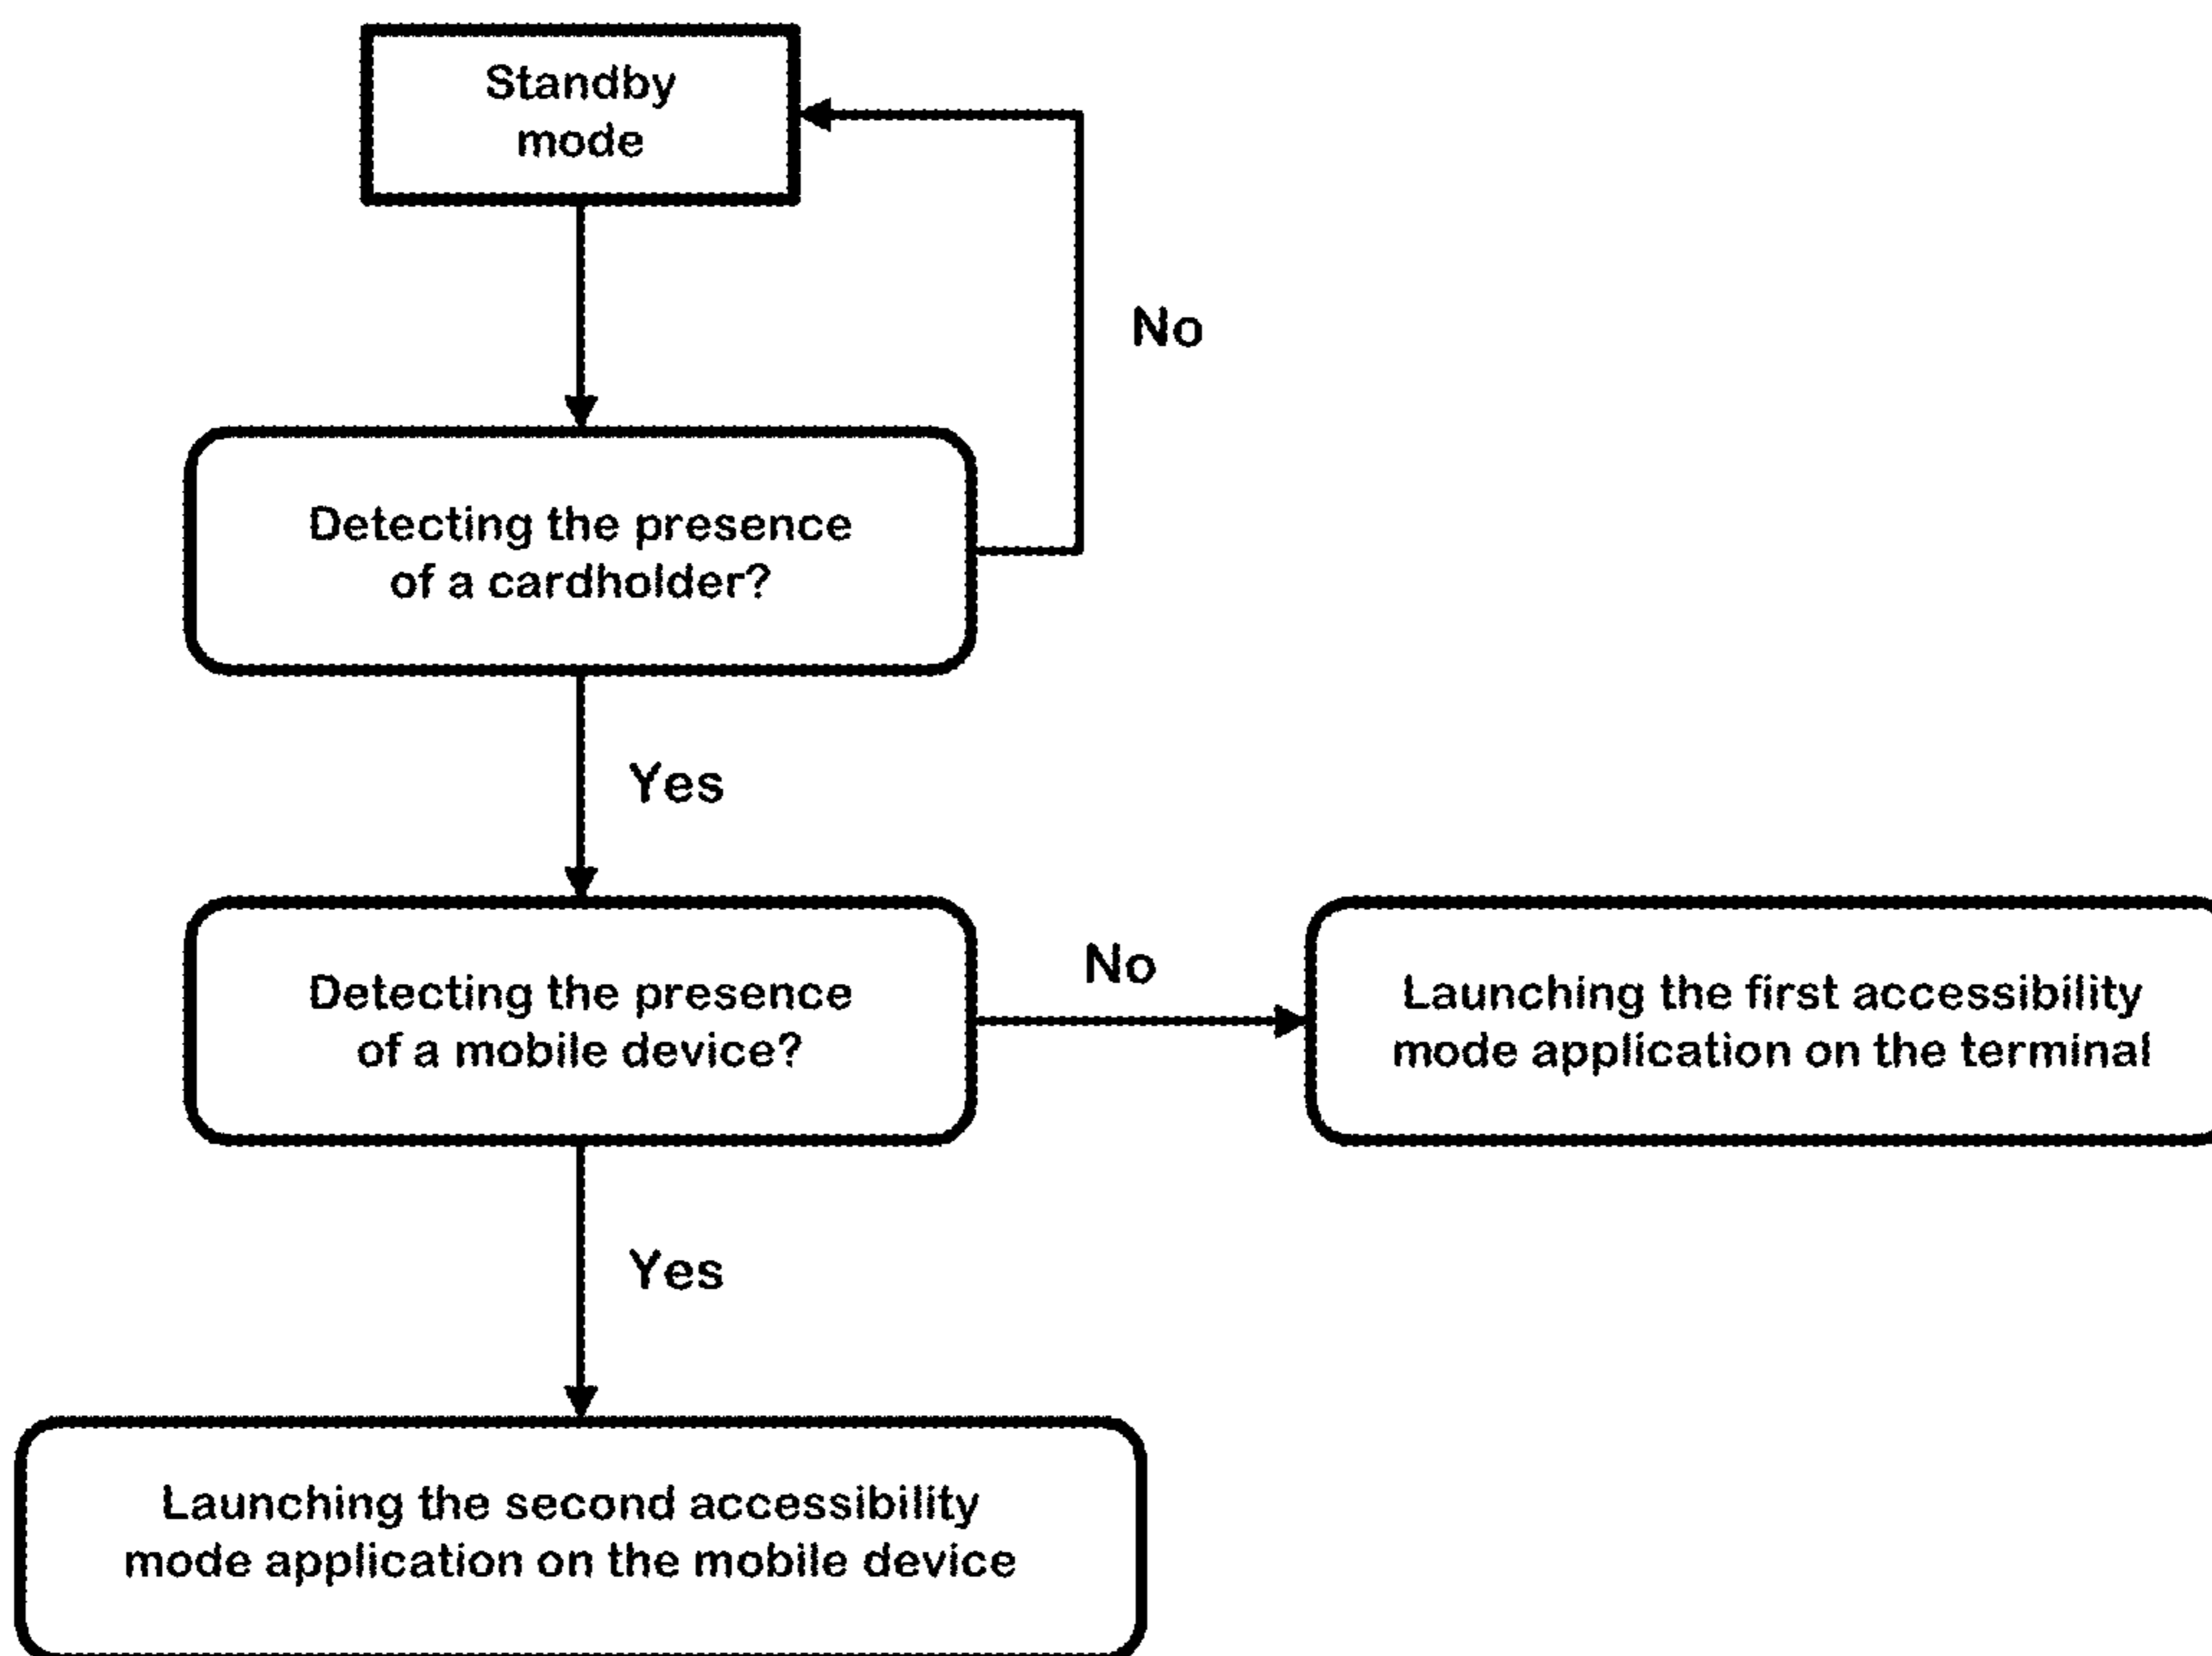 Standby
mode
No
Detecting the presence
of a cardholder?
Yes
Detecting the presence
of a mobile device?
No
Launching the first accessibility
mode application on the terminal
Yes
Launching the second accessibility
mode application on the mobile device